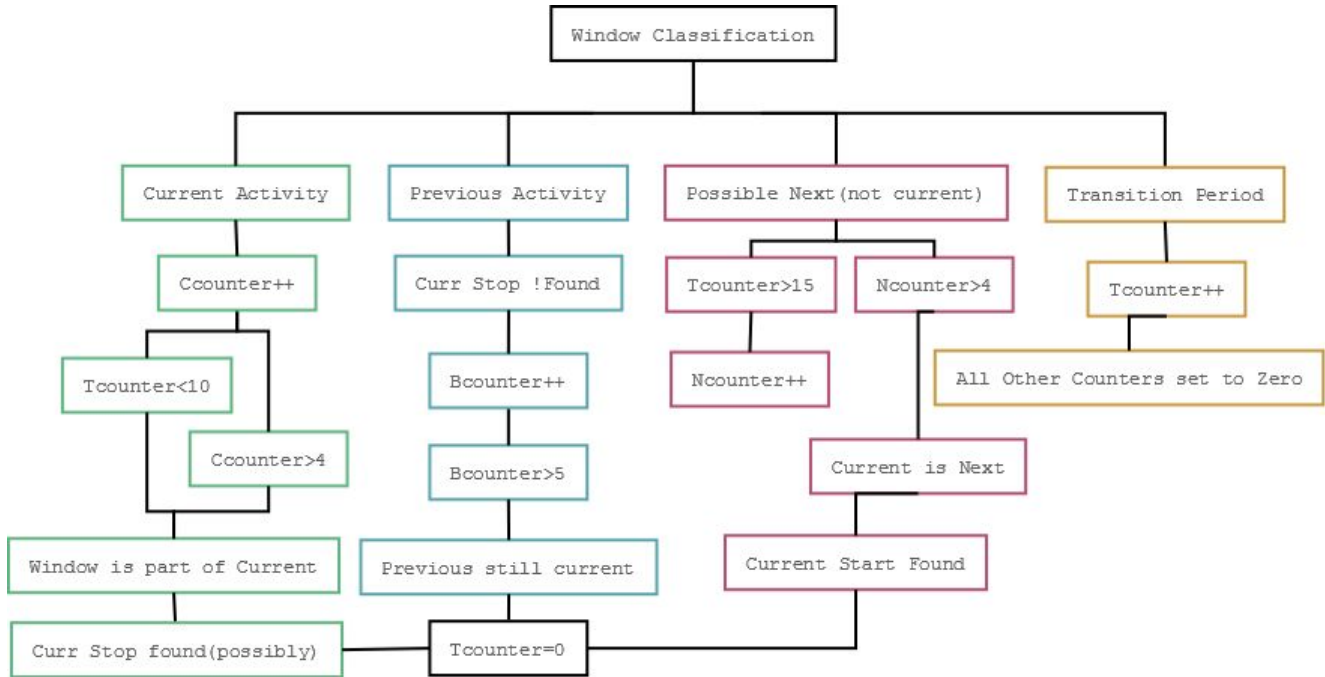 Window Classification
Current Activity
Previous Activity
Possible Next(not current)
Transition Period
Ccounter++
Curr Stop !Found
Tcounter>15
Ncounter>4
Tcounter++
Tcounter<10
Bcounter++
Ncounter++
All Other Counters set to Zero
Ccounter>4
Bcounter>5
Current is Next
Window is part of Current
Previous still current
Current Start Found
Curr Stop found(possibly)
Tcounter=0